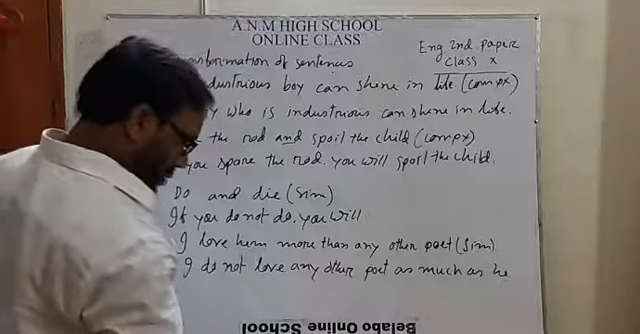 A.N.M HIGH SCHOOL
ONLINE CLASS
Eng 2nd paper
Class x
of sentences
boy can shine in life. (compx)
who is industrious can shine in life.
the rod and spoil the child (compx)
you spare the rod. you will spoil the child.
Do and die (sim)
If you do not do, you will
I love him more than any other poet (sim)
I do not love any other poet as much as he
Belabo Online School